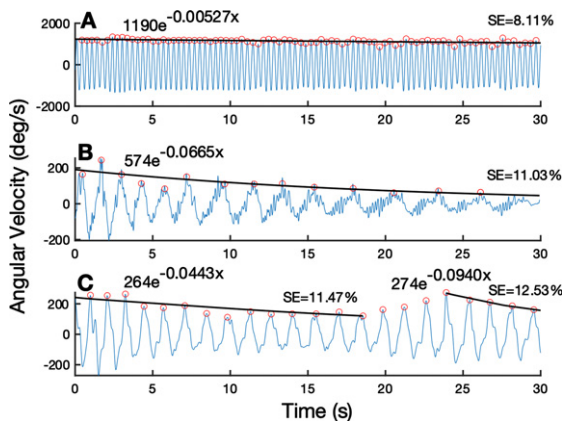 A
1190e-0.00527x
SE=8.11%
2000
0
-2000
0 5 10 15 20 25 30
B
574e-0.0665x
SE=11.03%
200
0
-200
0 5 10 15 20 25 30
C
264e-0.0443x
SE=11.47%
274e-0.0940x
SE=12.53%
200
0
-200
0 5 10 15 20 25 30
Angular Velocity (deg/s)
Time (s)